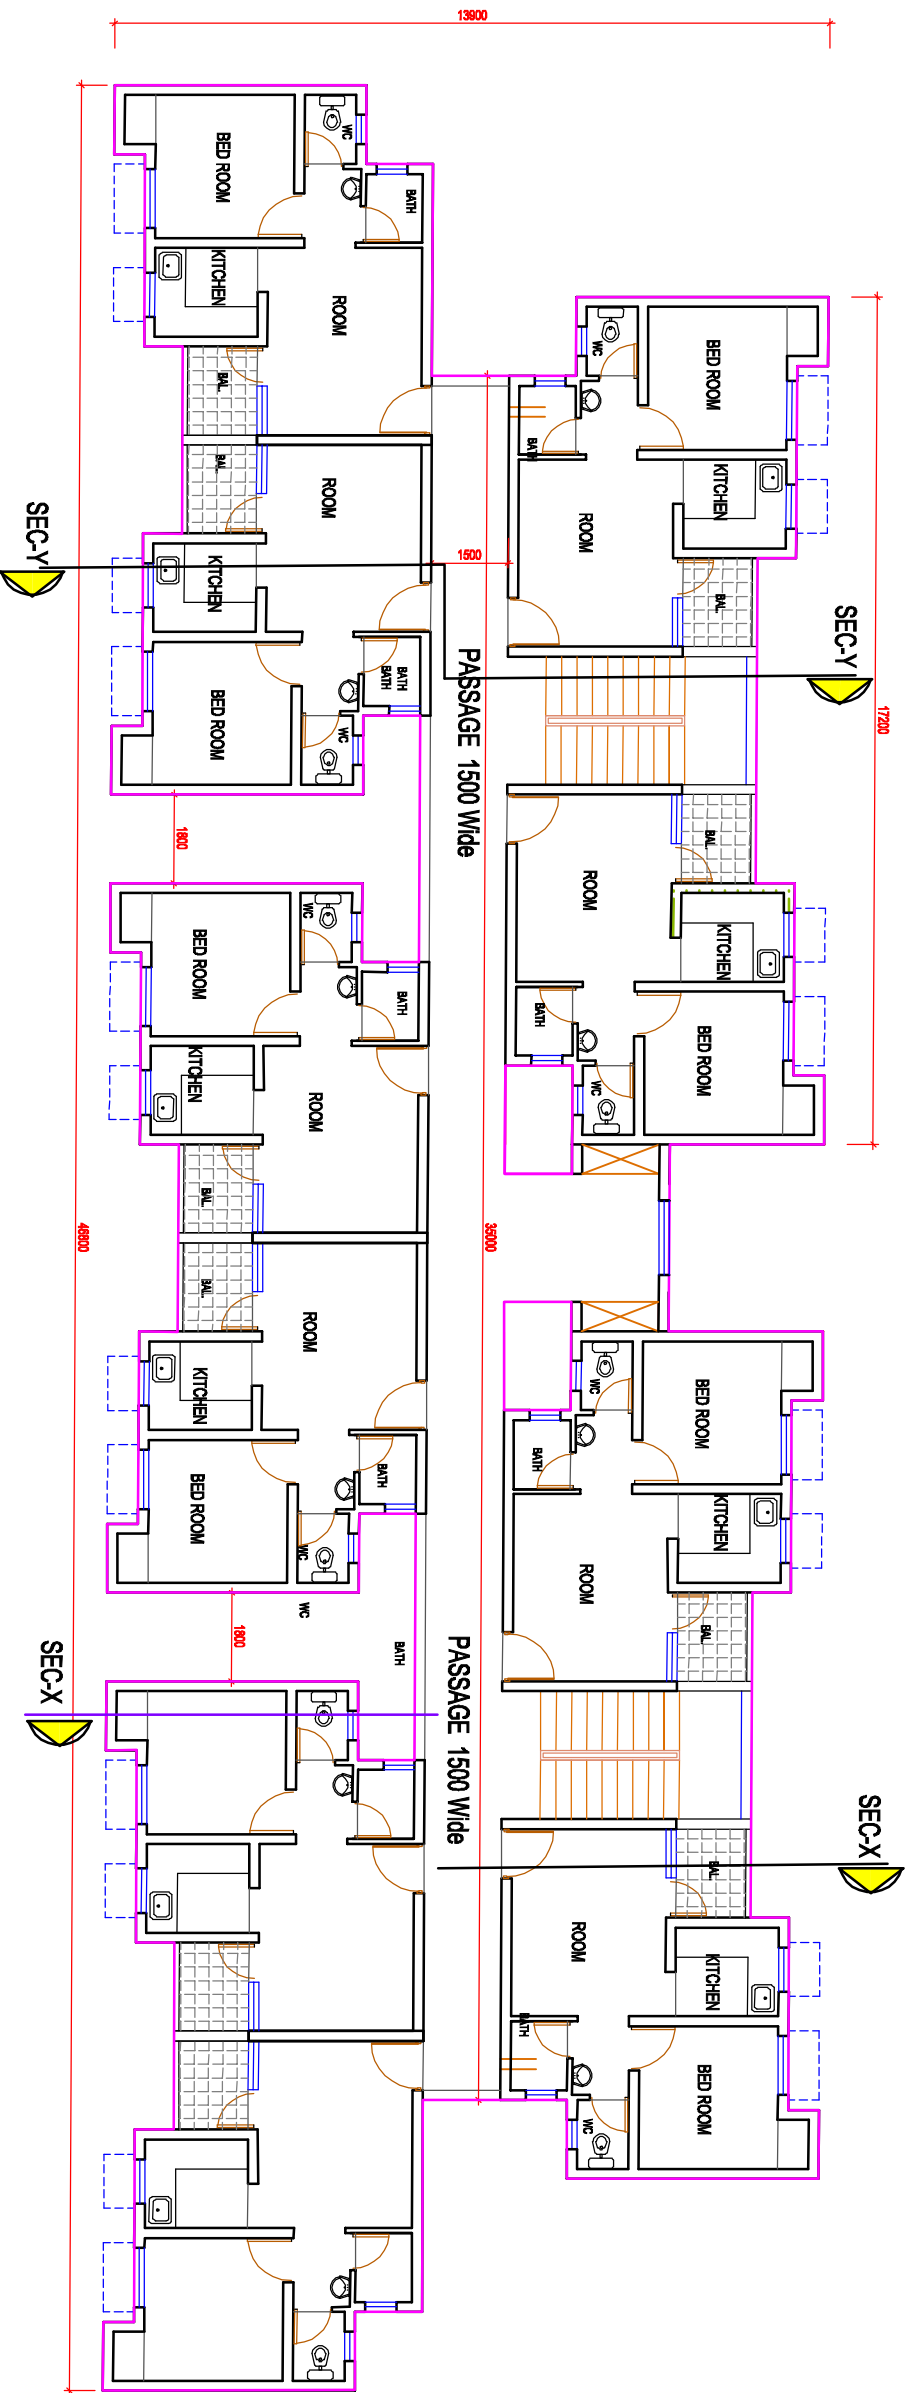 13900
WC
BATH
BED ROOM
KITCHEN
ROOM
BAL.
BAL.
ROOM
KITCHEN
BED ROOM
BATH
BATH
WC
SEC-Y
1500
WC
BED ROOM
BATH
KITCHEN
ROOM
BAL.
SEC-Y
17200
PASSAGE 1500 Wide
1800
BAL.
ROOM
KITCHEN
BATH
BED ROOM
WC
WC
BED ROOM
BATH
KITCHEN
ROOM
BAL.
46800
35000
BAL.
ROOM
KITCHEN
BED ROOM
BATH
WC
WC
BED ROOM
BATH
KITCHEN
ROOM
BAL.
WC
BATH
1800
SEC-X
PASSAGE 1500 Wide
SEC-X
BAL.
ROOM
KITCHEN
BATH
BED ROOM
WC